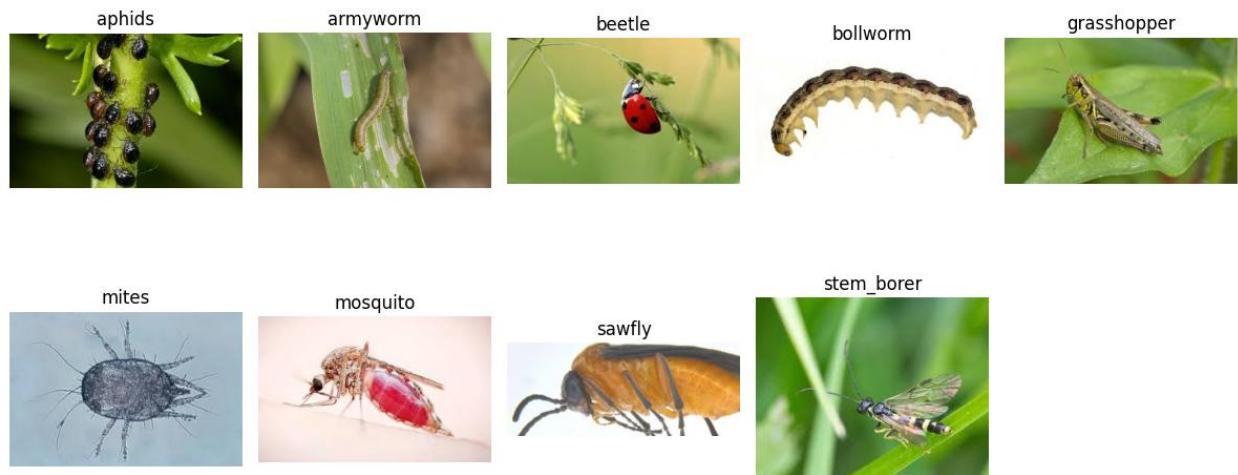 aphids
armyworm
beetle
bollworm
grasshopper
mites
mosquito
sawfly
stem_borer